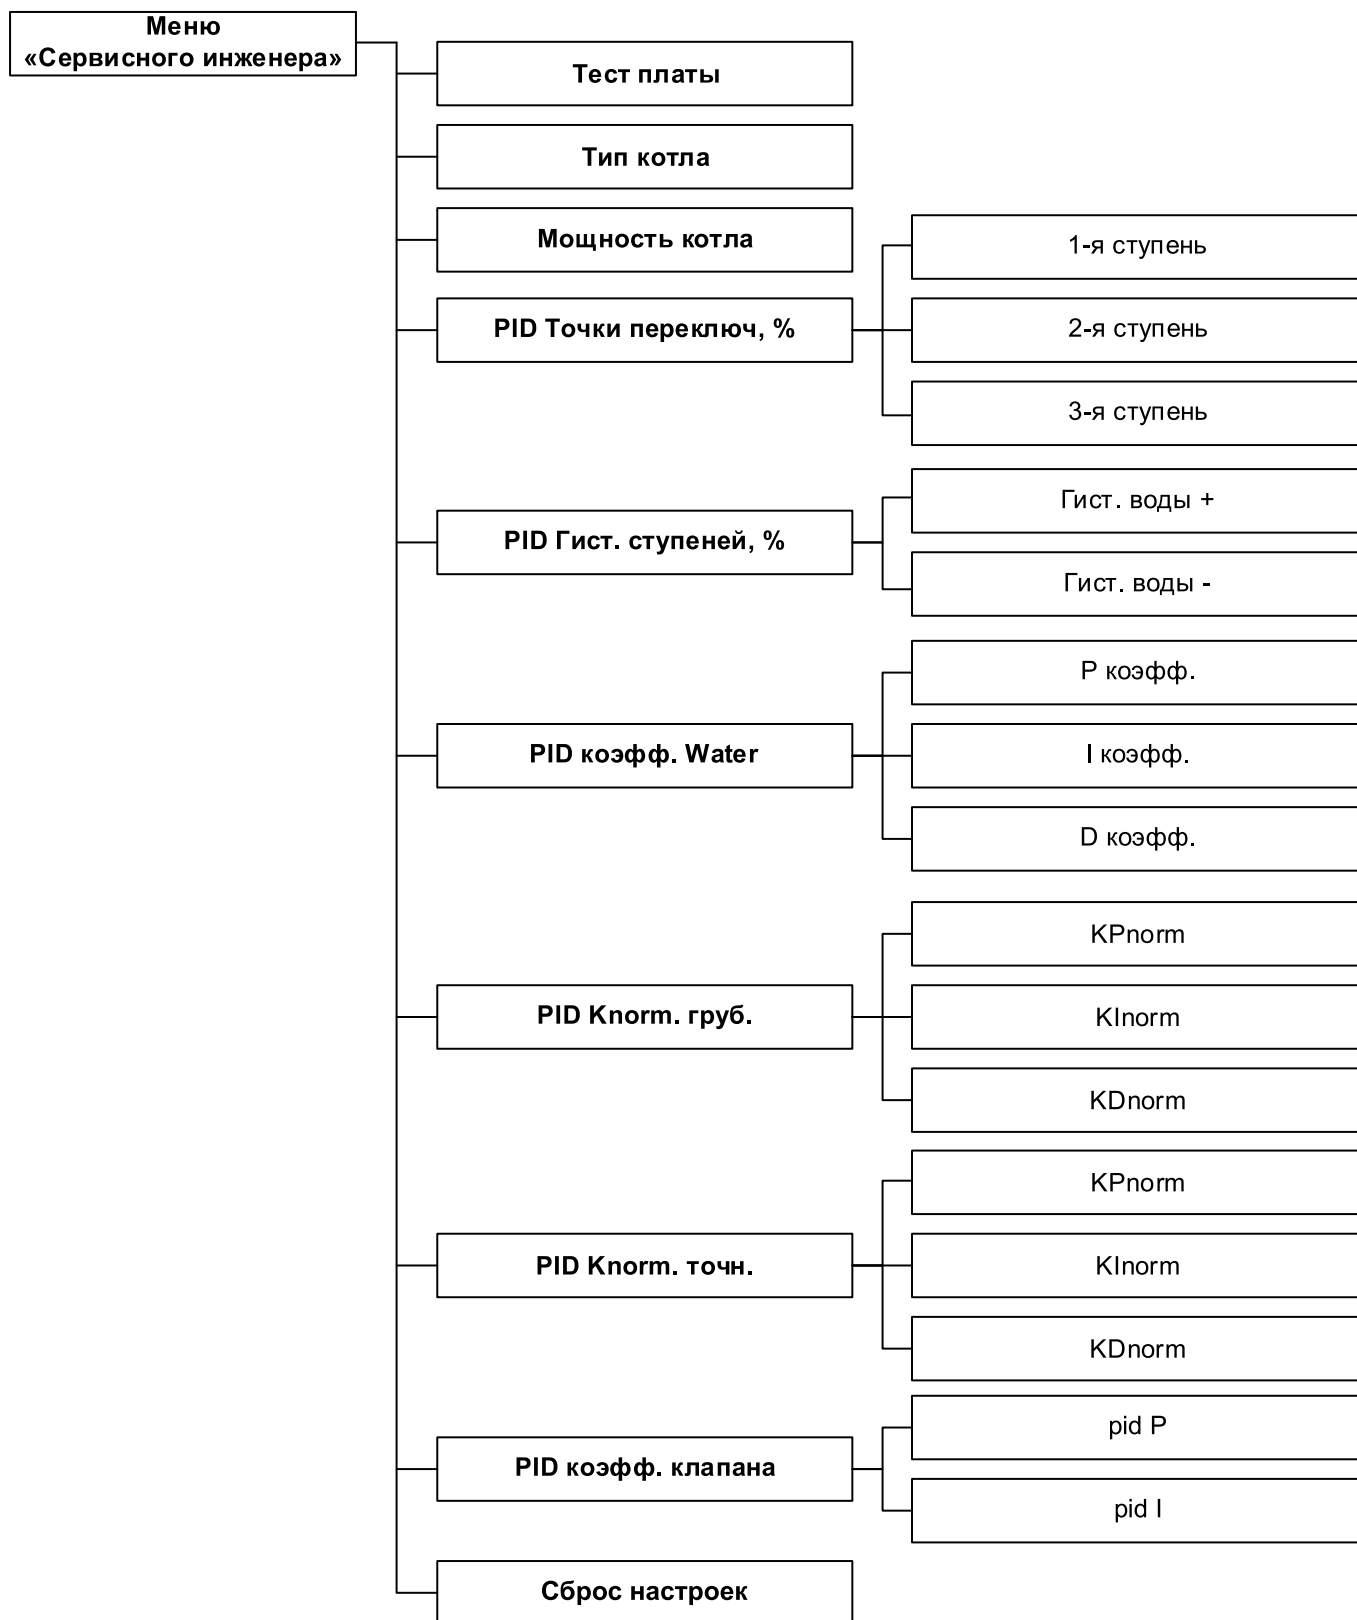 Меню
«Сервисного инженера»
Тест платы
Тип котла
Мощность котла
PID Точки переключ, %
1-я ступень
2-я ступень
3-я ступень
PID Гист. ступеней, %
Гист. воды +
Гист. воды -
PID коэфф. Water
P коэфф.
I коэфф.
D коэфф.
PID Knorm. груб.
KPnorm
KInorm
KDnorm
PID Knorm. точн.
KPnorm
KInorm
KDnorm
PID коэфф. клапана
pid P
pid I
Сброс настроек